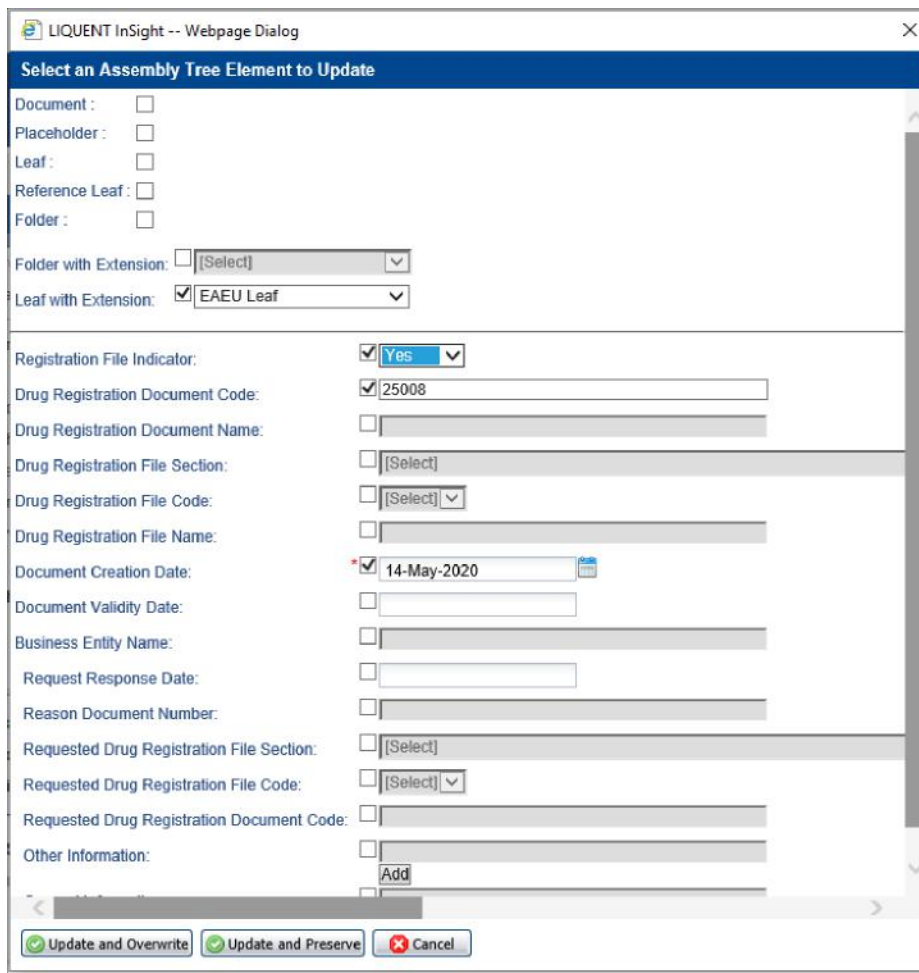 LIQUENT InSight -- Webpage Dialog
Select an Assembly Tree Element to Update
Document :
Placeholder :
Leaf :
Reference Leaf :
Folder :
Folder with Extension: [Select]
Leaf with Extension: EAEU Leaf
Registration File Indicator: Yes
Drug Registration Document Code: 25008
Drug Registration Document Name:
Drug Registration File Section: [Select]
Drug Registration File Code: [Select]
Drug Registration File Name:
Document Creation Date: * 14-May-2020
Document Validity Date:
Business Entity Name:
Request Response Date:
Reason Document Number:
Requested Drug Registration File Section: [Select]
Requested Drug Registration File Code: [Select]
Requested Drug Registration Document Code:
Other Information:
Add
Update and Overwrite Update and Preserve Cancel